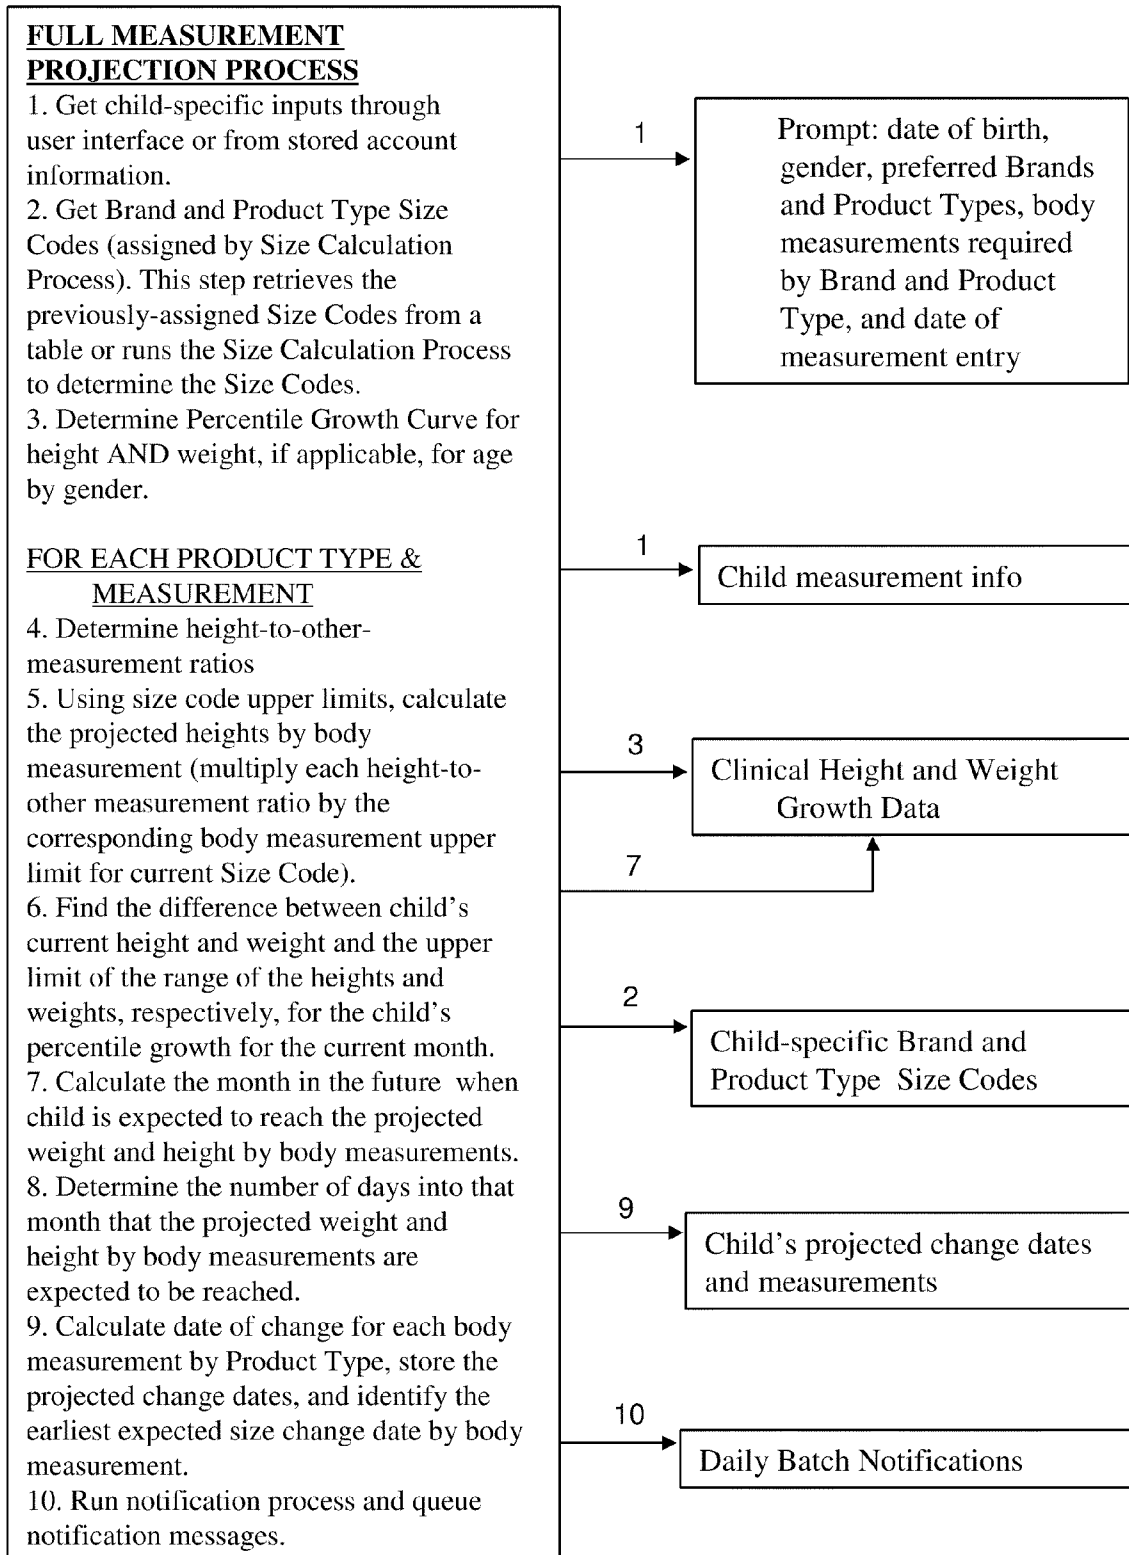 FULL MEASUREMENT
PROJECTION PROCESS
1. Get child-specific inputs through
user interface or from stored account
information.
2. Get Brand and Product Type Size
Codes (assigned by Size Calculation
Process). This step retrieves the
previously-assigned Size Codes from a
table or runs the Size Calculation Process
to determine the Size Codes.
3. Determine Percentile Growth Curve for
height AND weight, if applicable, for age
by gender.
FOR EACH PRODUCT TYPE &
MEASUREMENT
4. Determine height-to-other-
measurement ratios
5. Using size code upper limits, calculate
the projected heights by body
measurement (multiply each height-to-
other measurement ratio by the
corresponding body measurement upper
limit for current Size Code).
6. Find the difference between child's
current height and weight and the upper
limit of the range of the heights and
weights, respectively, for the child's
percentile growth for the current month.
7. Calculate the month in the future when
child is expected to reach the projected
weight and height by body measurements.
8. Determine the number of days into that
month that the projected weight and
height by body measurements are
expected to be reached.
9. Calculate date of change for each body
measurement by Product Type, store the
projected change dates, and identify the
earliest expected size change date by body
measurement.
10. Run notification process and queue
notification messages.
1
Prompt: date of birth,
gender, preferred Brands
and Product Types, body
measurements required
by Brand and Product
Type, and date of
measurement entry
1
Child measurement info
3
Clinical Height and Weight
Growth Data
7
2
Child-specific Brand and
Product Type Size Codes
9
Child's projected change dates
and measurements
10
Daily Batch Notifications